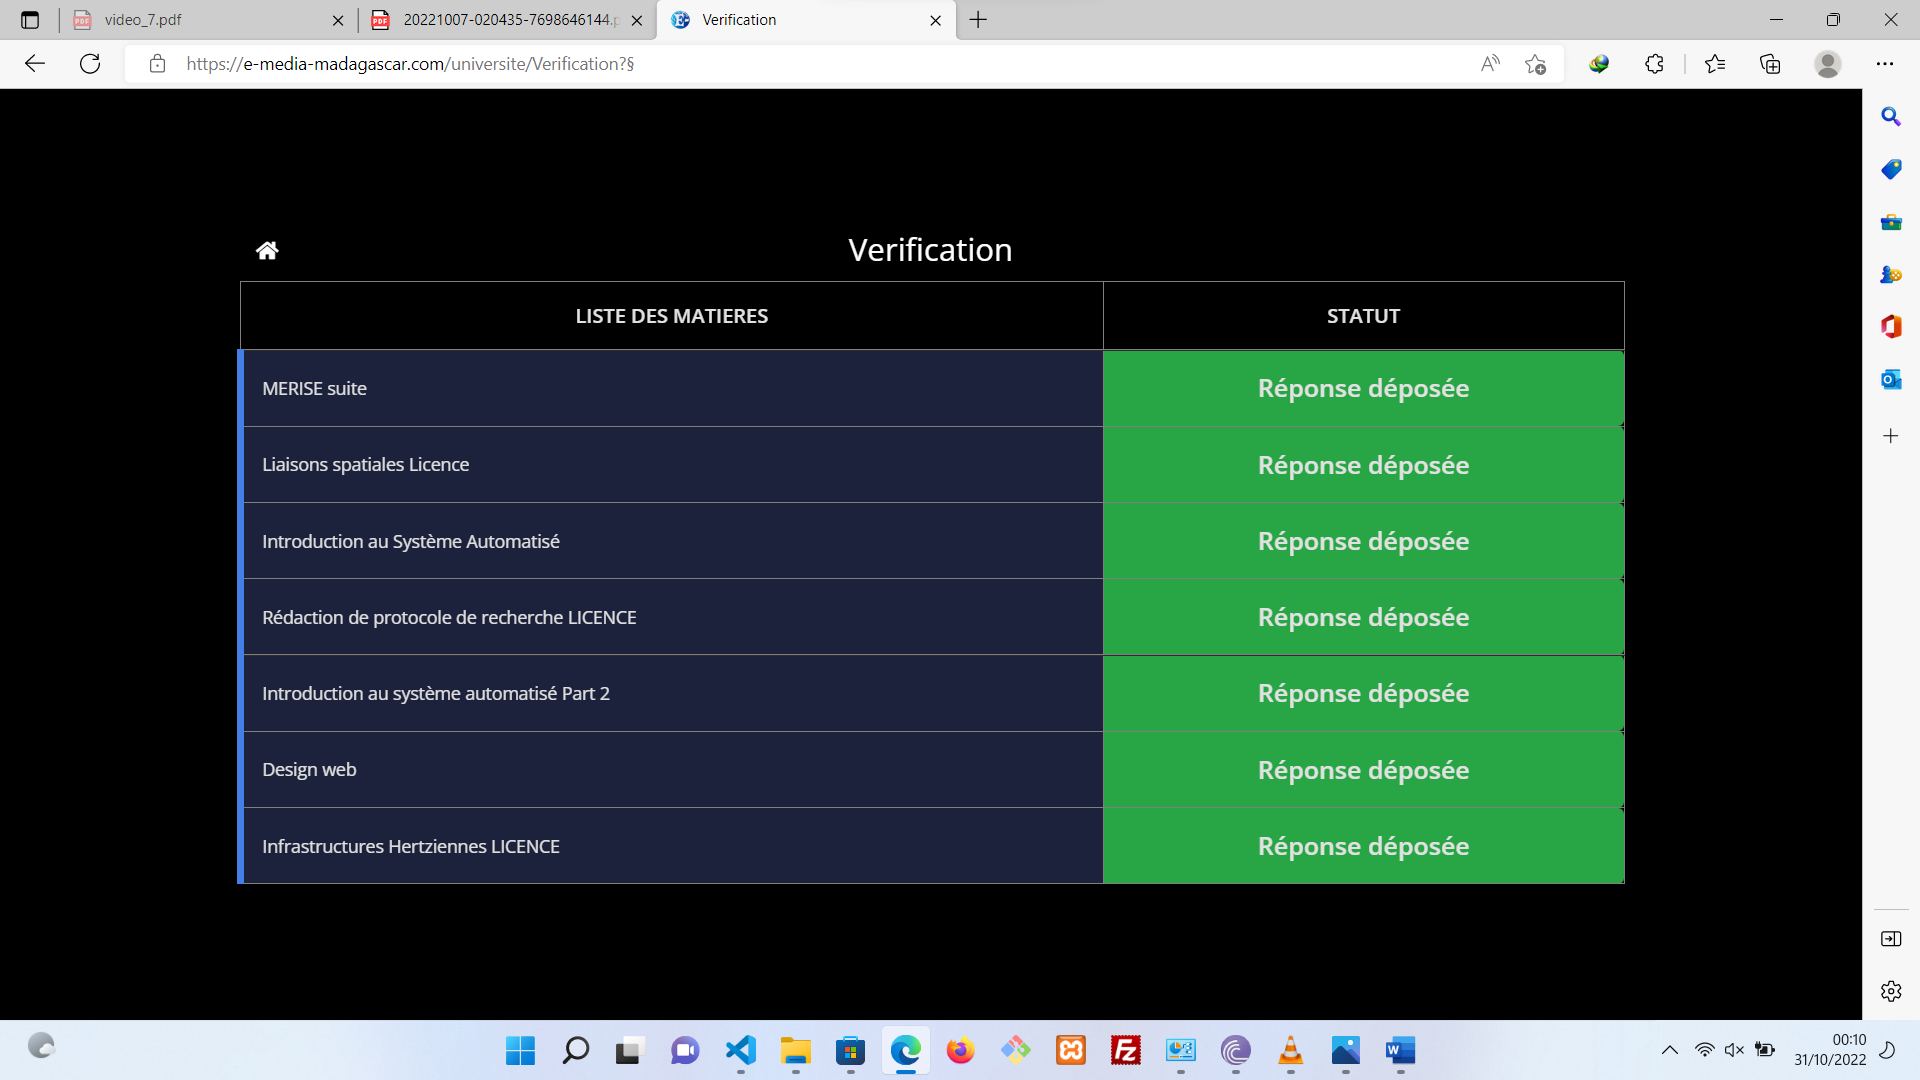 video_7.pdf
20221007-020435-7698646144.p
Verification
https://e-media-madagascar.com/universite/Verification?§
Verification
LISTE DES MATIERES STATUT
MERISE suite Réponse déposée
Liaisons spatiales Licence Réponse déposée
Introduction au Système Automatisé Réponse déposée
Rédaction de protocole de recherche LICENCE Réponse déposée
Introduction au système automatisé Part 2 Réponse déposée
Design web Réponse déposée
Infrastructures Hertziennes LICENCE Réponse déposée
00:10
31/10/2022